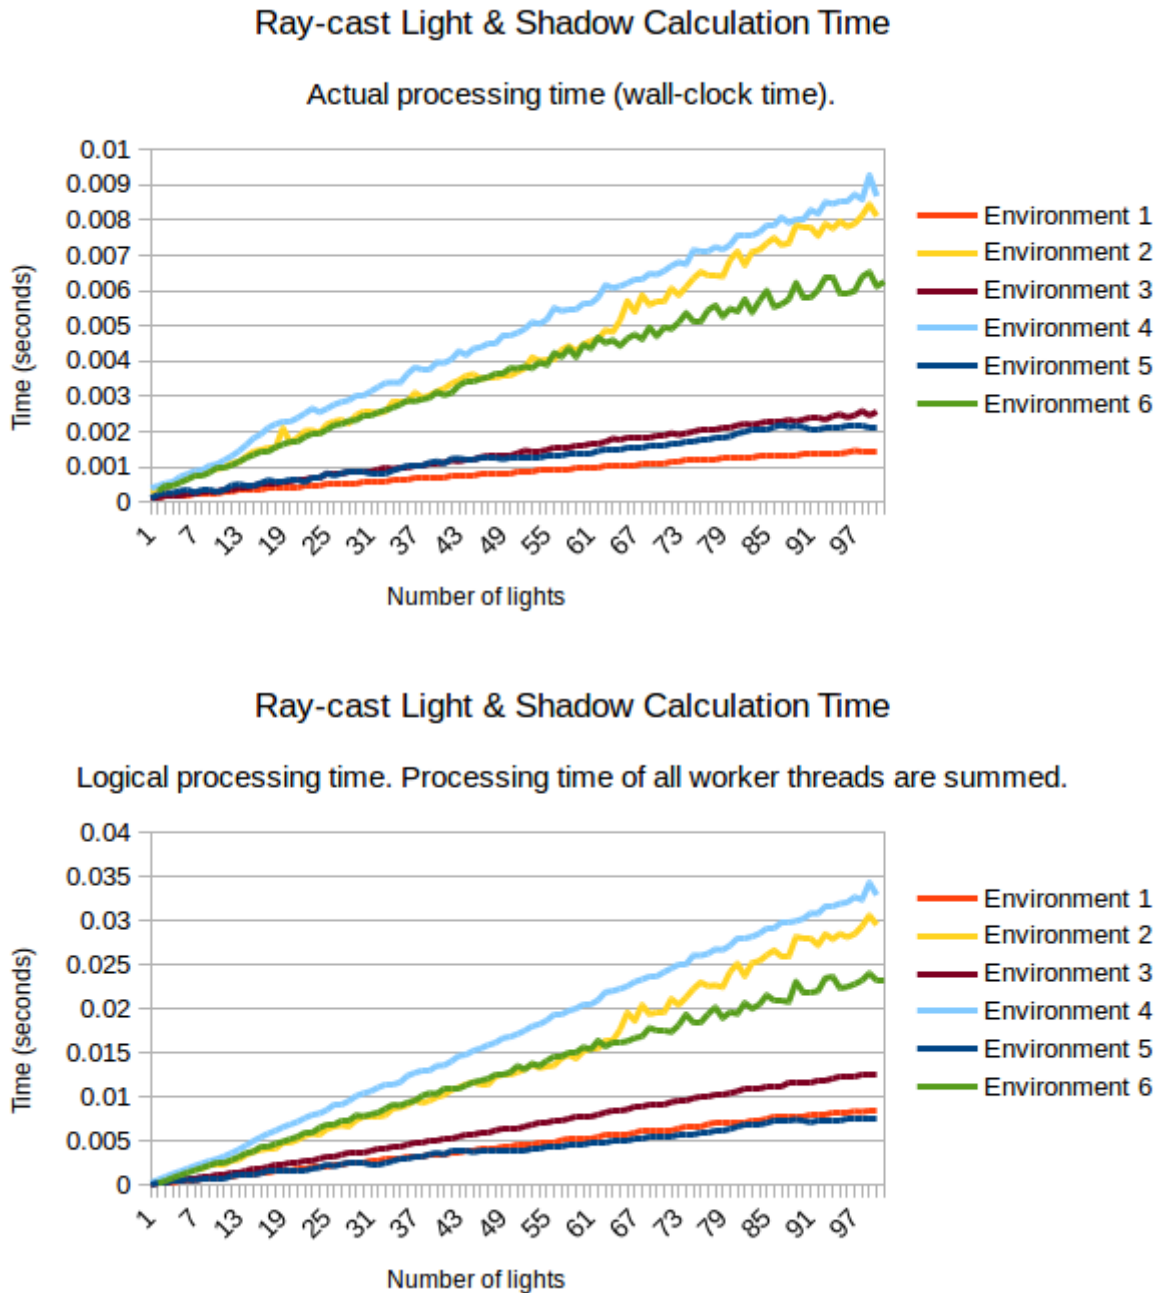 Ray-cast Light & Shadow Calculation Time
Actual processing time (wall-clock time).
0.01
0.009
0.008
0.007
0.006
0.005
0.004
0.003
0.002
0.001
0
Time (seconds)
1 7 13 19 25 31 37 43 49 55 61 67 73 79 85 91 97
Number of lights
Environment 1
Environment 2
Environment 3
Environment 4
Environment 5
Environment 6
Ray-cast Light & Shadow Calculation Time
Logical processing time. Processing time of all worker threads are summed.
0.04
0.035
0.03
0.025
0.02
0.015
0.01
0.005
0
Time (seconds)
1 7 13 19 25 31 37 43 49 55 61 67 73 79 85 91 97
Number of lights
Environment 1
Environment 2
Environment 3
Environment 4
Environment 5
Environment 6